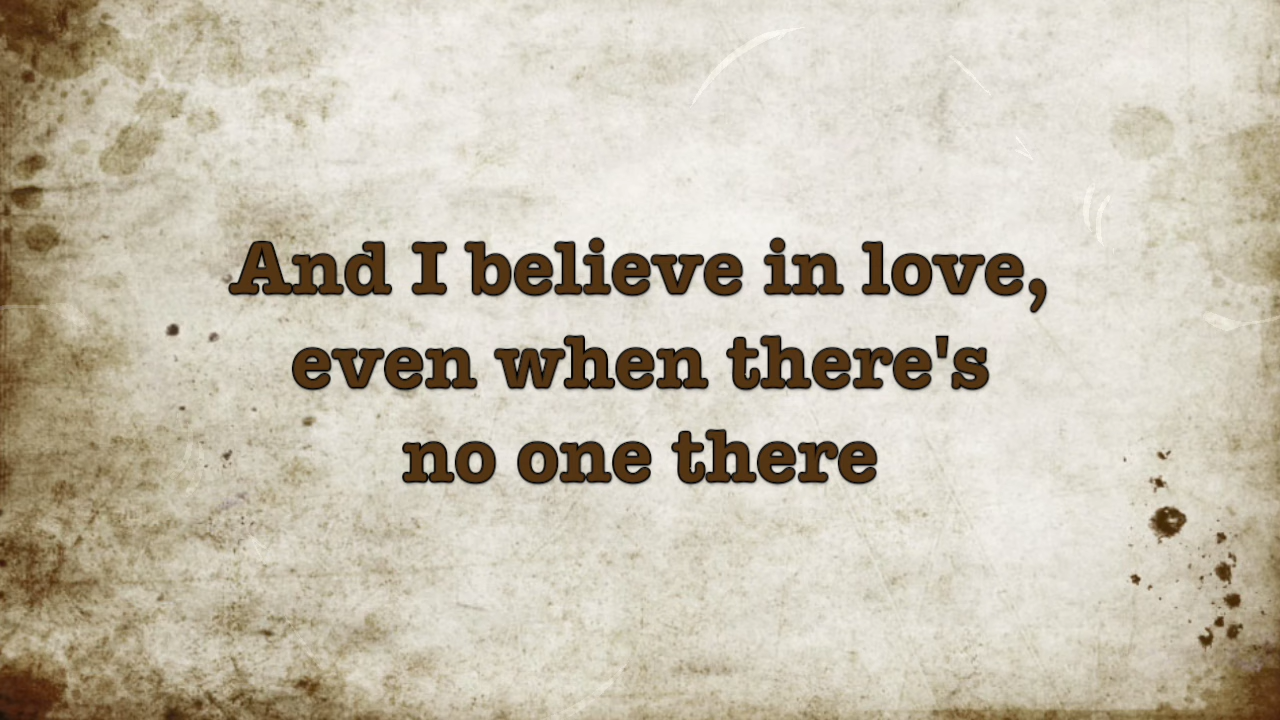 And I believe in love,
even when there's
no one there